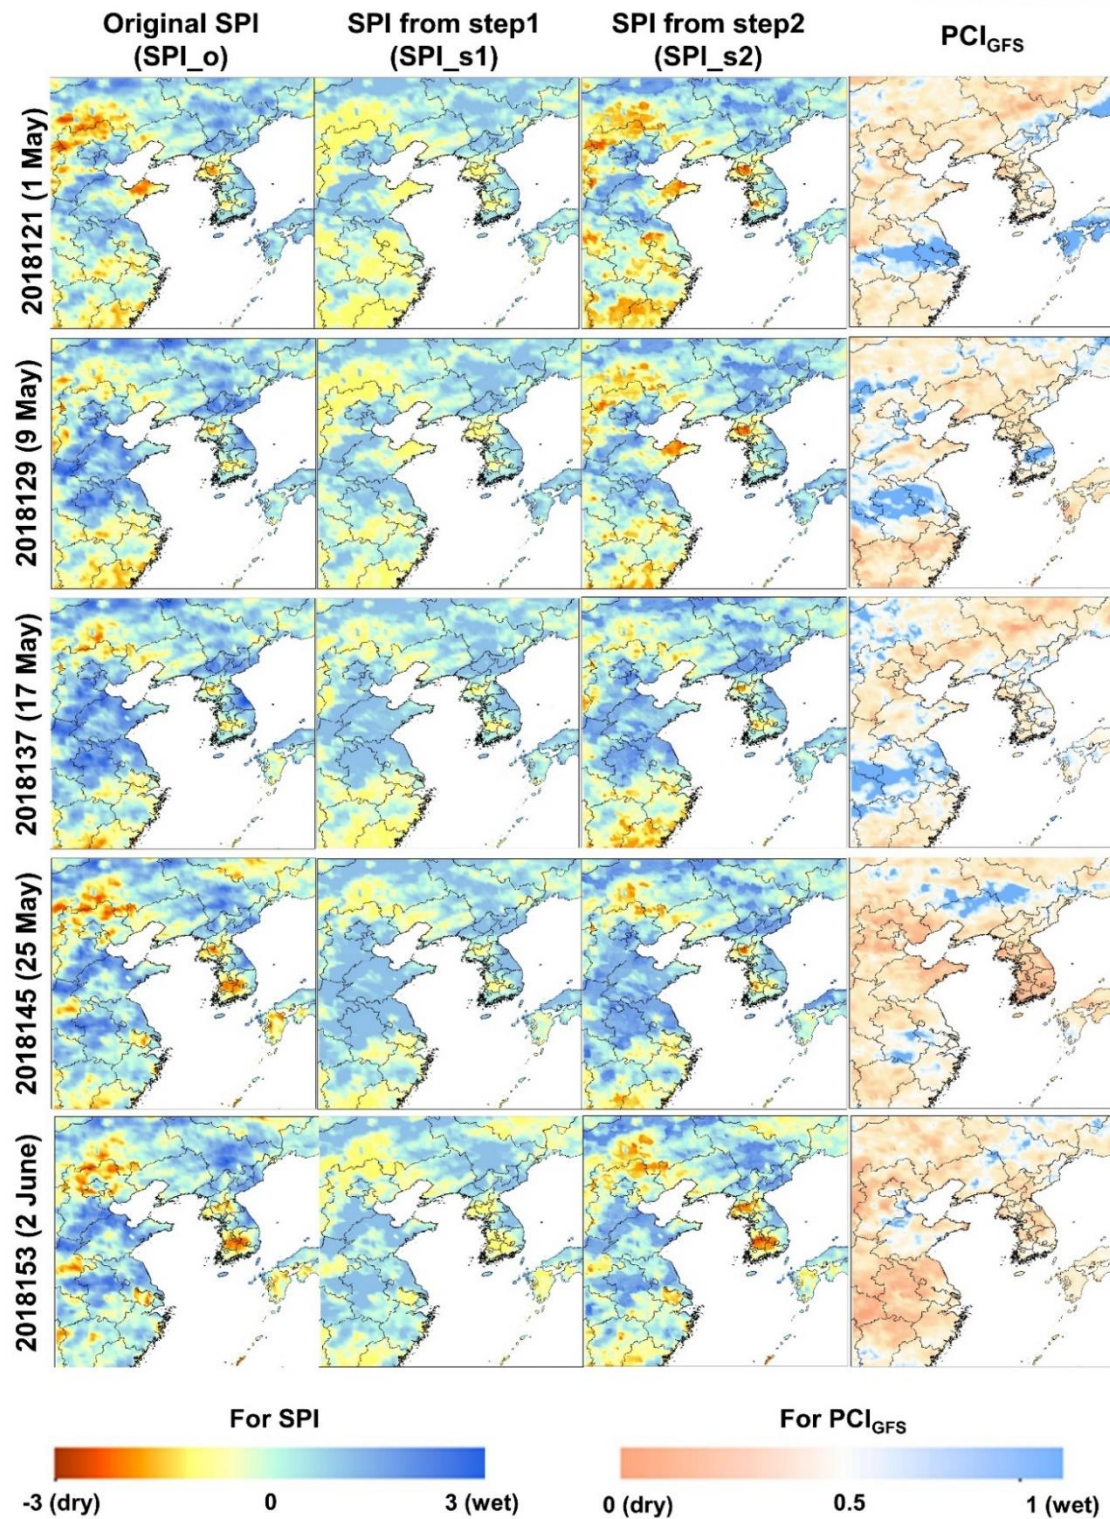 Original SPI
(SPI_o)
SPI from step1
(SPI_s1)
SPI from step2
(SPI_s2)
PCI_GFS
2018121 (1 May)
2018129 (9 May)
2018137 (17 May)
2018145 (25 May)
2018153 (2 June)
For SPI
-3 (dry)
0
3 (wet)
For PCI_GFS
0 (dry)
0.5
1 (wet)